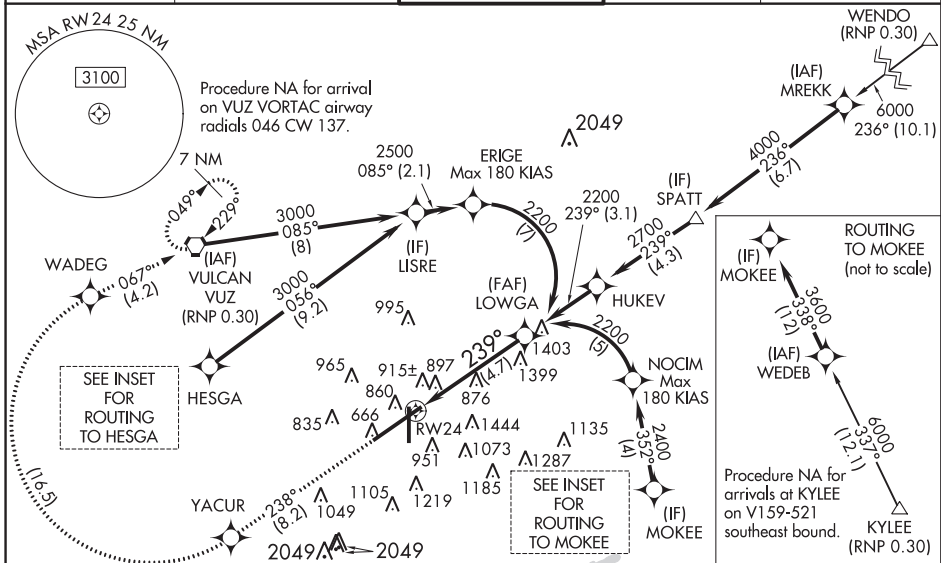 MSA RW 24 25 NM
3100
Procedure NA for arrival
on VUZ VORTAC airway
radials 046 CW 137.
7 NM
049°
229°
WADEG
067°
(4.2)
(IAF)
VULCAN
VUZ
(RNP 0.30)
3000
085°
(8)
2500
085° (2.1)
(IF)
LISRE
ERIGE
Max 180 KIAS
2200
(7)
2049
3000
056°
(9.2)
HESGA
SEE INSET
FOR
ROUTING
TO HESGA
WENDO
(RNP 0.30)
(IAF)
MREKK
6000
236° (10.1)
4000
236°
(6.7)
(IF)
SPATT
2700
239°
(4.3)
2200
239° (3.1)
HUKEV
(FAF)
LOWGA
239°
(4.7)
2200
(5)
NOCIM
Max
180 KIAS
2400
352°
(4)
(IF)
MOKEE
995
965
915±
897
860
835
666
876
1403
1399
RW24
1444
951
1073
1135
1287
1185
1219
1105
1049
2049
2049
YACUR
238°
(8.2)
(16.5)
SEE INSET
FOR
ROUTING
TO MOKEE
ROUTING
TO MOKEE
(not to scale)
(IF)
MOKEE
3600
338°
(12)
(IAF)
WEDEB
6000
337°
(12.1)
KYLEE
(RNP 0.30)
Procedure NA for
arrivals at KYLEE
on V159-521
southeast bound.